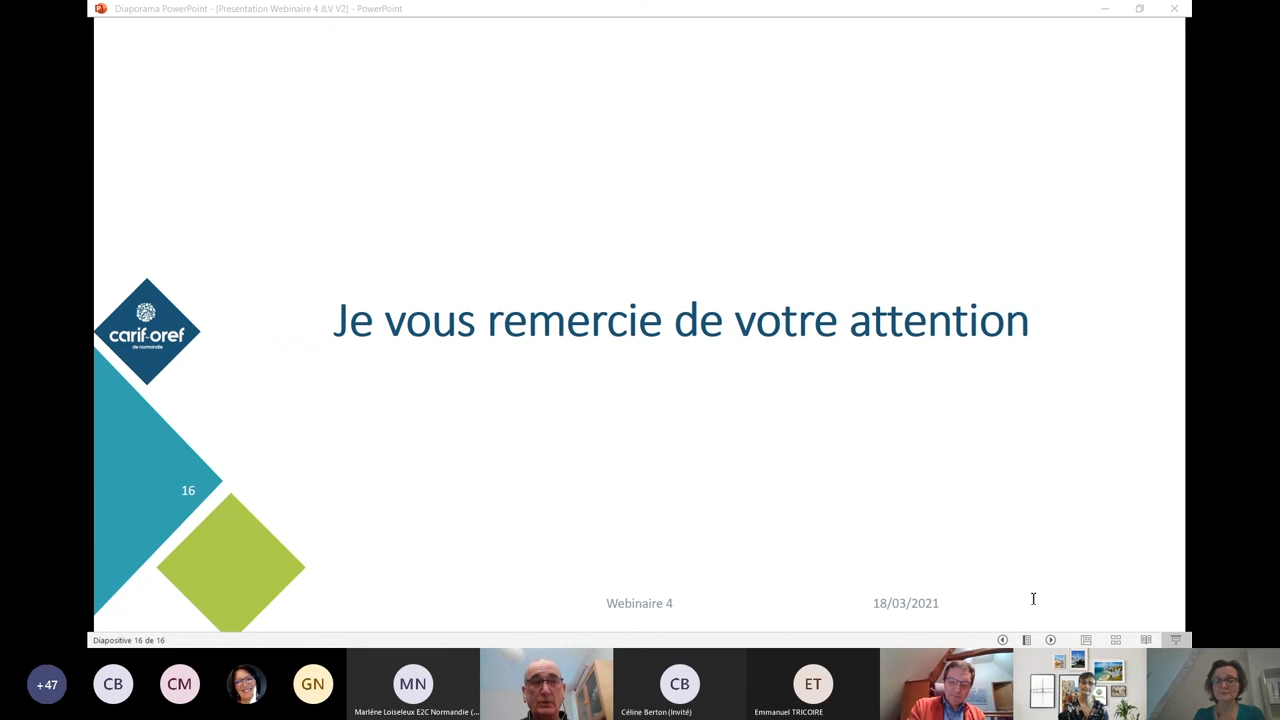 Diaporama PowerPoint - [Presentation Webinaire 4 JLV V2] - PowerPoint
carif-oref
de normandie
Je vous remercie de votre attention
16
Webinaire 4
18/03/2021
Diapositive 16 de 16
+47
CB
CM
GN
MN
Marlène Loiseleux E2C Normandie (...
CB
Céline Berton (Invité)
ET
Emmanuel TRICOIRE